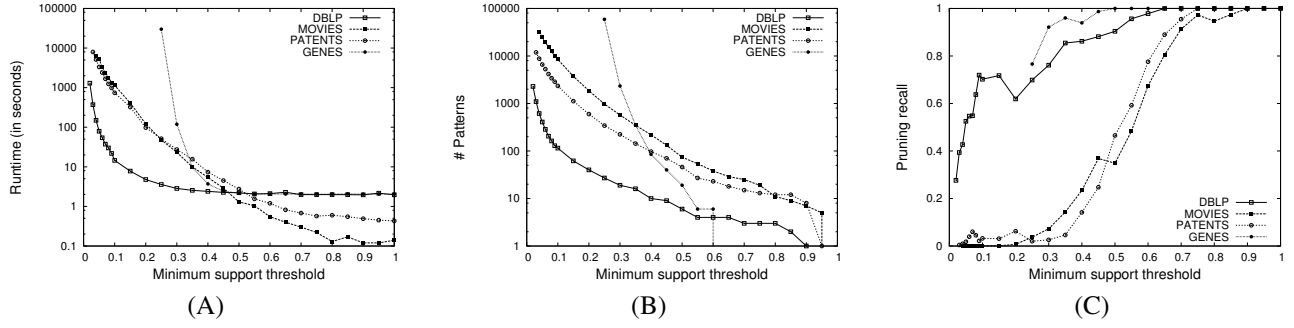 DBLP
MOVIES
PATENTS
GENES
100000
10000
1000
100
10
1
0.1
Runtime (in seconds)
0 0.1 0.2 0.3 0.4 0.5 0.6 0.7 0.8 0.9 1
Minimum support threshold
(A)
DBLP
MOVIES
PATENTS
GENES
100000
10000
1000
100
10
1
# Patterns
0 0.1 0.2 0.3 0.4 0.5 0.6 0.7 0.8 0.9 1
Minimum support threshold
(B)
1
0.8
0.6
0.4
0.2
0
Pruning recall
DBLP
MOVIES
PATENTS
GENES
0 0.1 0.2 0.3 0.4 0.5 0.6 0.7 0.8 0.9 1
Minimum support threshold
(C)